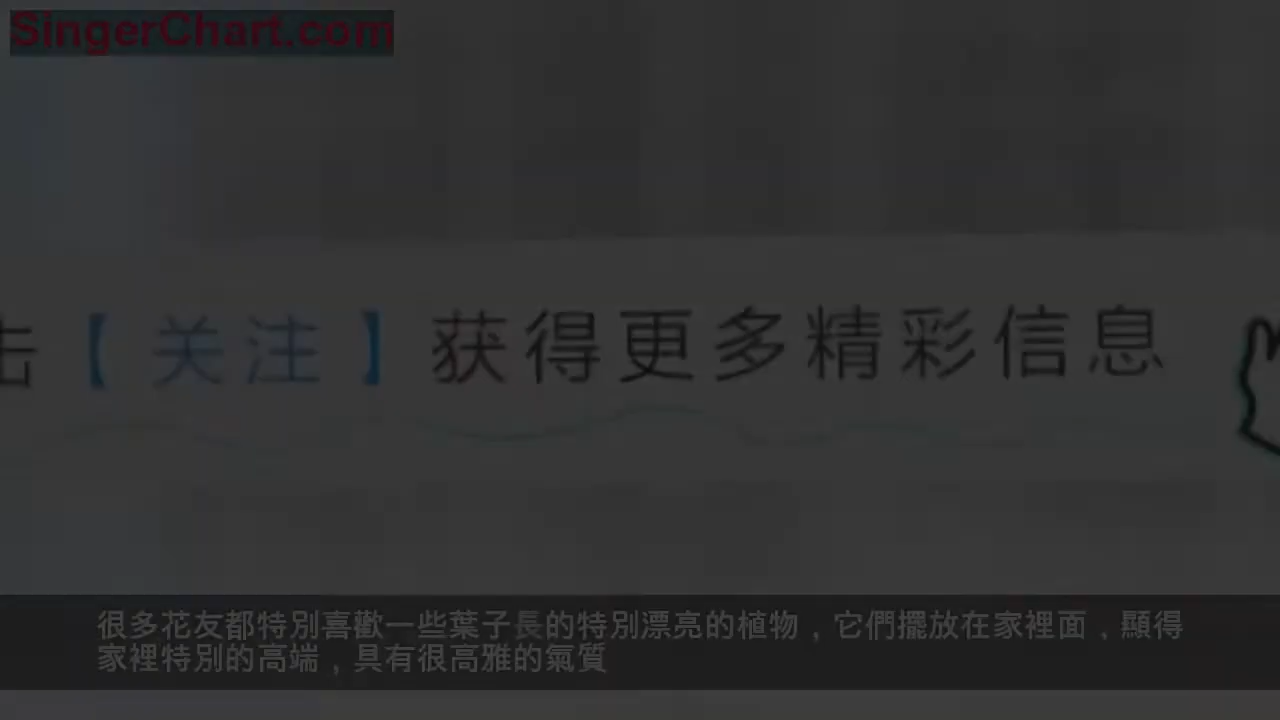 SingerChart.com
击【关注】获得更多精彩信息
很多花友都特別喜歡一些葉子長的特別漂亮的植物，它們擺放在家裡面，顯得
家裡特別的高端，具有很高雅的氣質